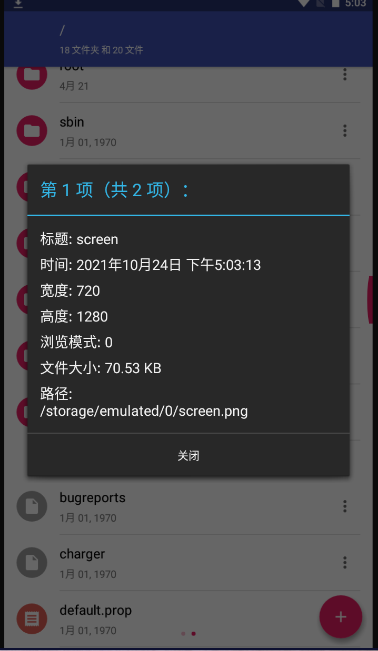 5:03
/
18 文件夹 和 20 文件
root
4月 21
sbin
1月 01, 1970
第 1 项（共 2 项）：
标题: screen
时间: 2021年10月24日 下午5:03:13
宽度: 720
高度: 1280
浏览模式: 0
文件大小: 70.53 KB
路径:
/storage/emulated/0/screen.png
关闭
bugreports
1月 01, 1970
charger
1月 01, 1970
default.prop
1月 01, 1970